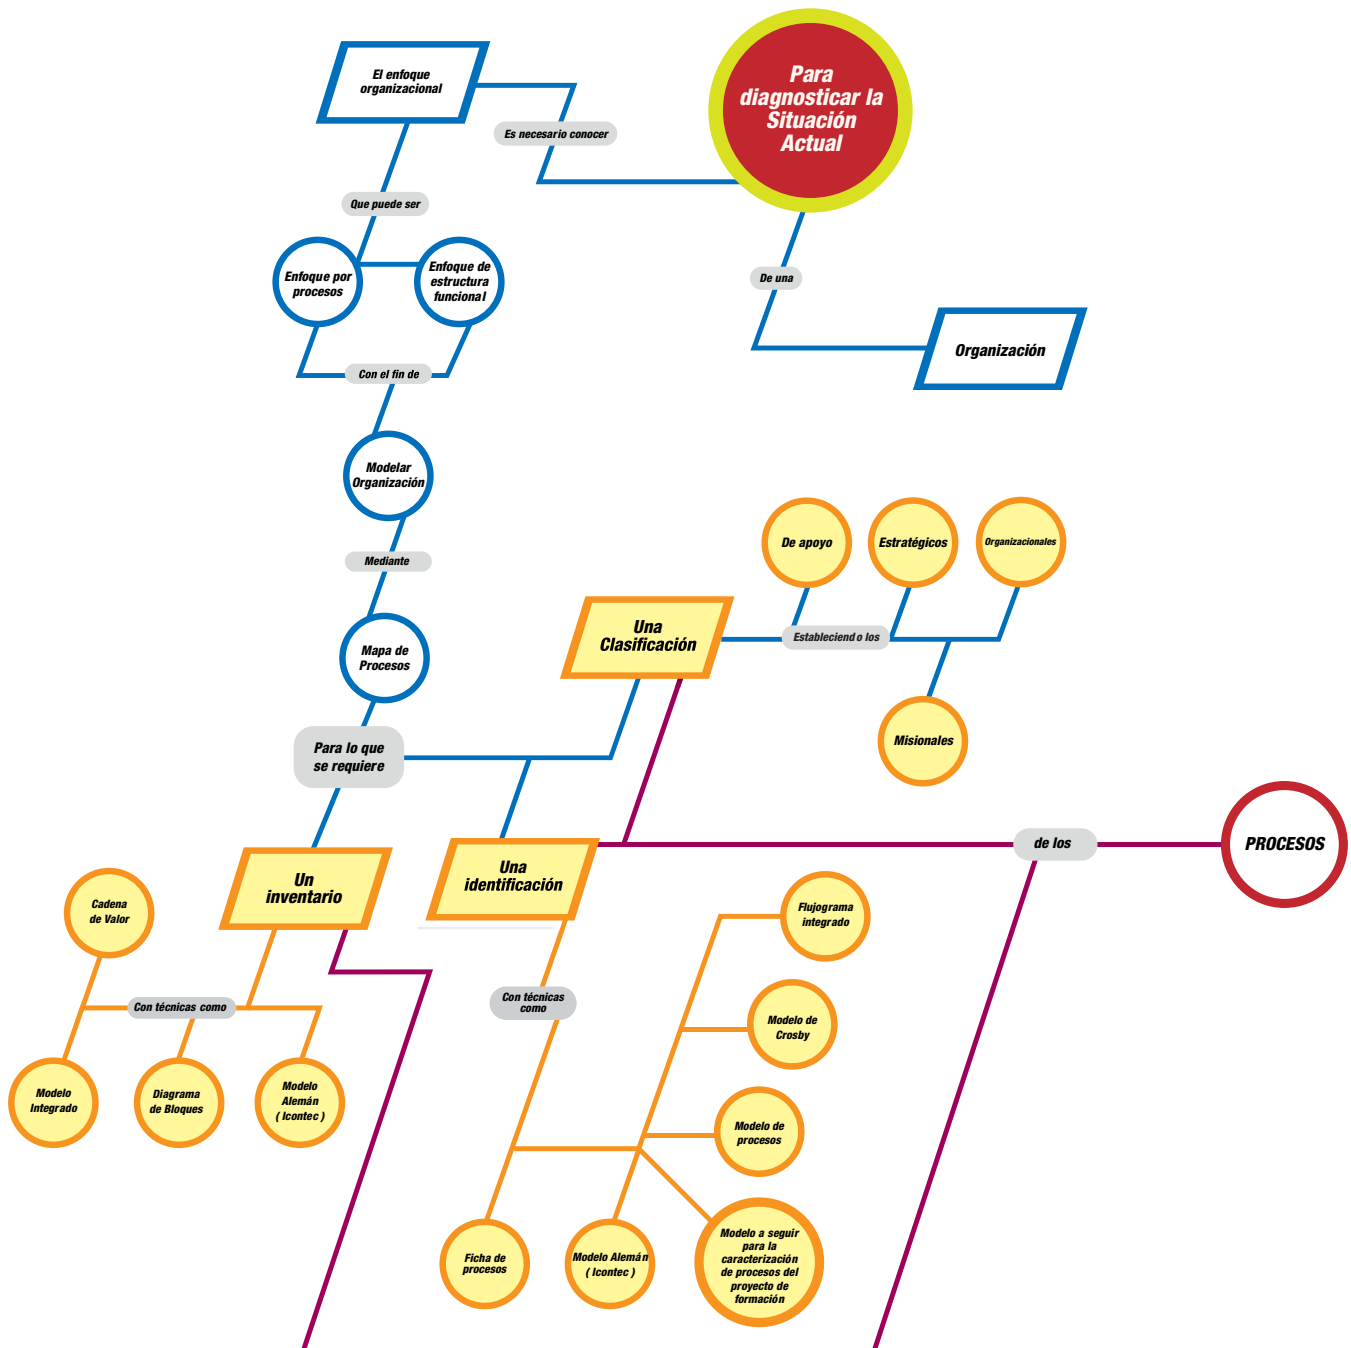 Para
diagnosticar la
Situación
Actual
El enfoque
organizacional
Es necesario conocer
Que puede ser
De una
Enfoque por
procesos
Enfoque de
estructura
funcional
Organización
Con el fin de
Modelar
Organización
Mediante
Mapa de
Procesos
De apoyo
Estratégicos
Organizacionales
Una
Clasificación
Estableciendo los
Misionales
Para lo que
se requiere
de los
PROCESOS
Un
inventario
Una
identificación
Cadena
de Valor
Con técnicas como
Modelo
Integrado
Diagrama
de Bloques
Modelo
Alemán
( Icontec )
Con técnicas
como
Flujograma
integrado
Modelo de
Crosby
Modelo de
procesos
Ficha de
procesos
Modelo Alemán
( Icontec )
Modelo a seguir
para la
caracterización
de procesos del
proyecto de
formación